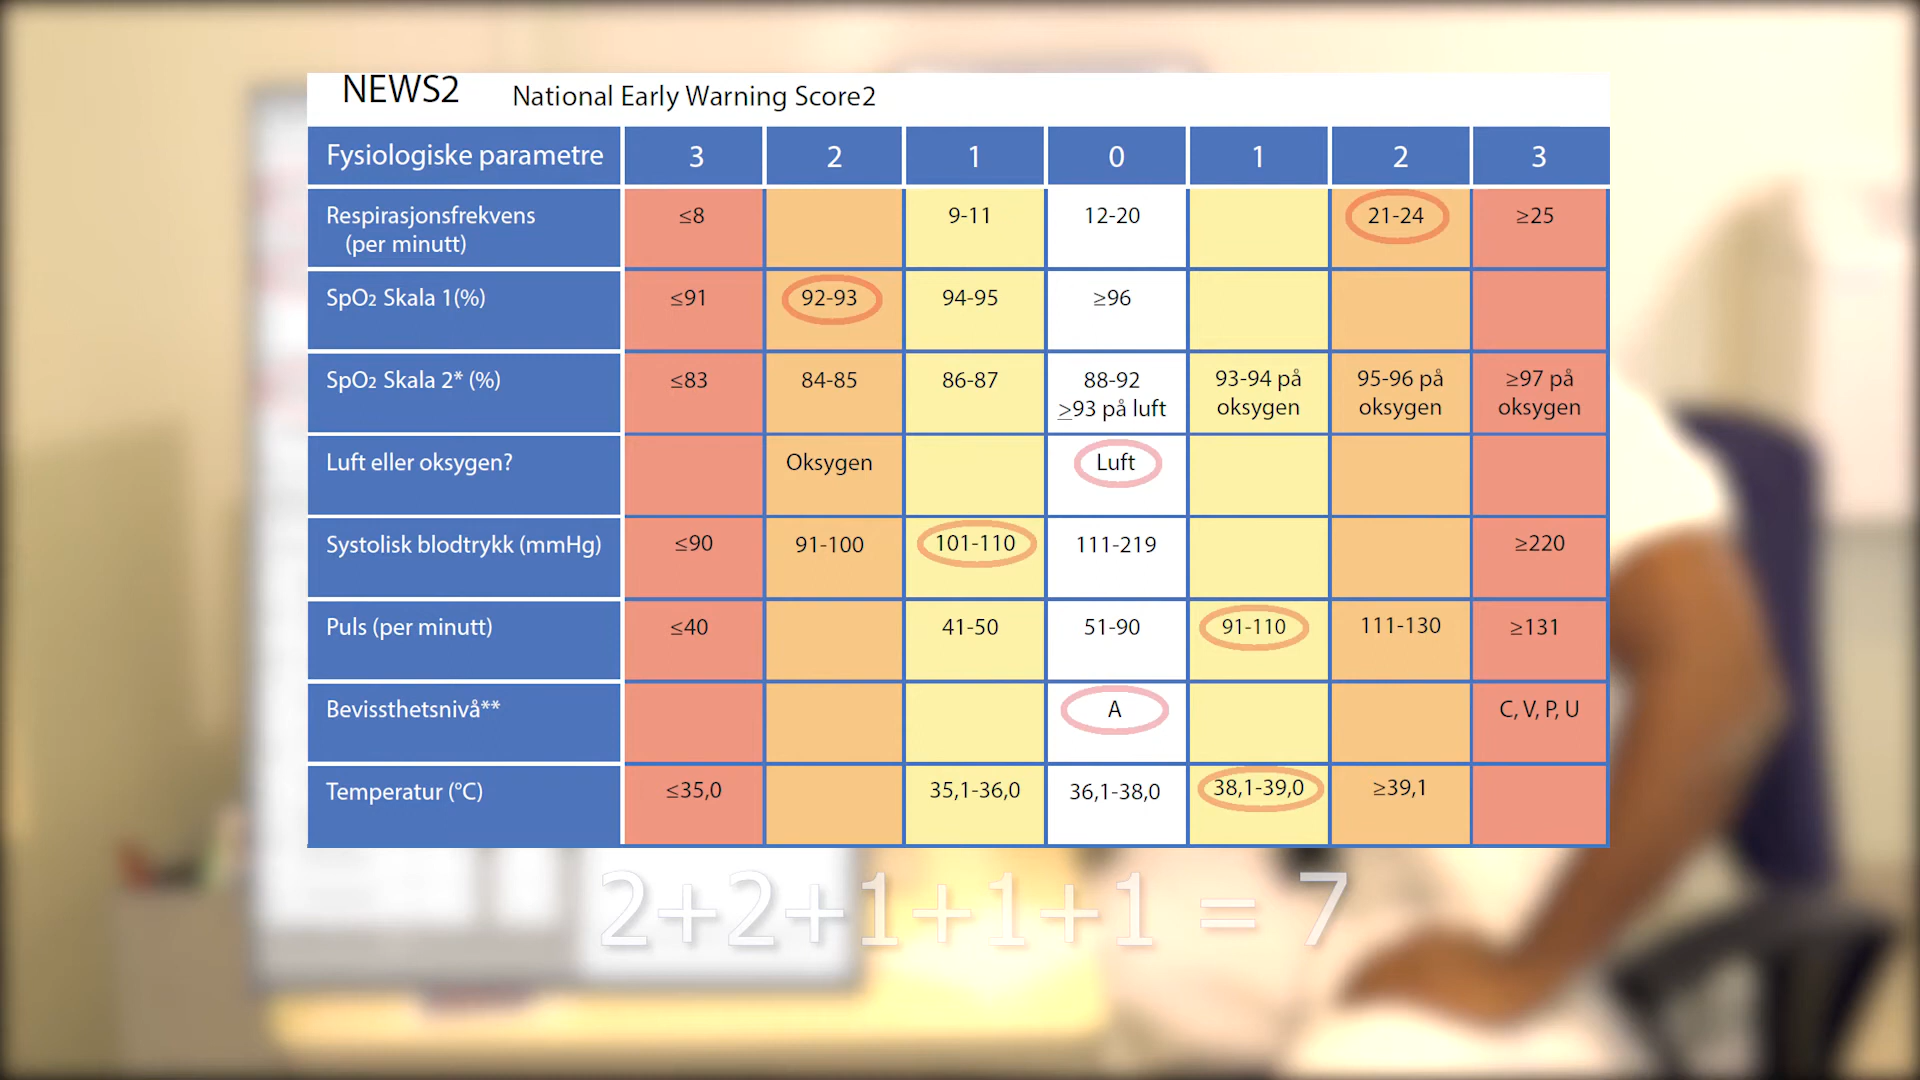 NEWS2 National Early Warning Score2
Fysiologiske parametre 3 2 1 0 1 2 3
Respirasjonsfrekvens (per minutt) ≤8 9-11 12-20 21-24 ≥25
SpO₂ Skala 1(%) ≤91 92-93 94-95 ≥96
SpO₂ Skala 2* (%) ≤83 84-85 86-87 88-92 ≥93 på luft 93-94 på oksygen 95-96 på oksygen ≥97 på oksygen
Luft eller oksygen? Oksygen Luft
Systolisk blodtrykk (mmHg) ≤90 91-100 101-110 111-219 ≥220
Puls (per minutt) ≤40 41-50 51-90 91-110 111-130 ≥131
Bevissthetsnivå** A C, V, P, U
Temperatur (°C) ≤35,0 35,1-36,0 36,1-38,0 38,1-39,0 ≥39,1
2+2+1+1+1 = 7